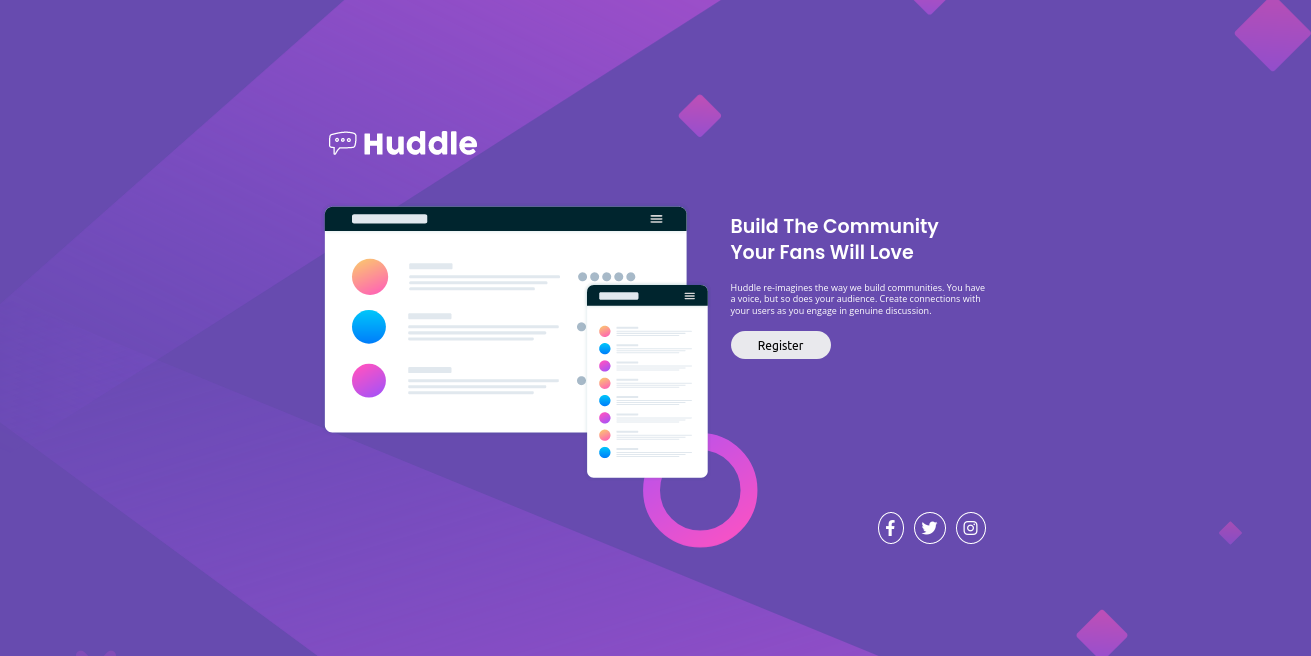 Huddle
Build The Community
Your Fans Will Love
Huddle re-imagines the way we build communities. You have
a voice, but so does your audience. Create connections with
your users as you engage in genuine discussion.
Register